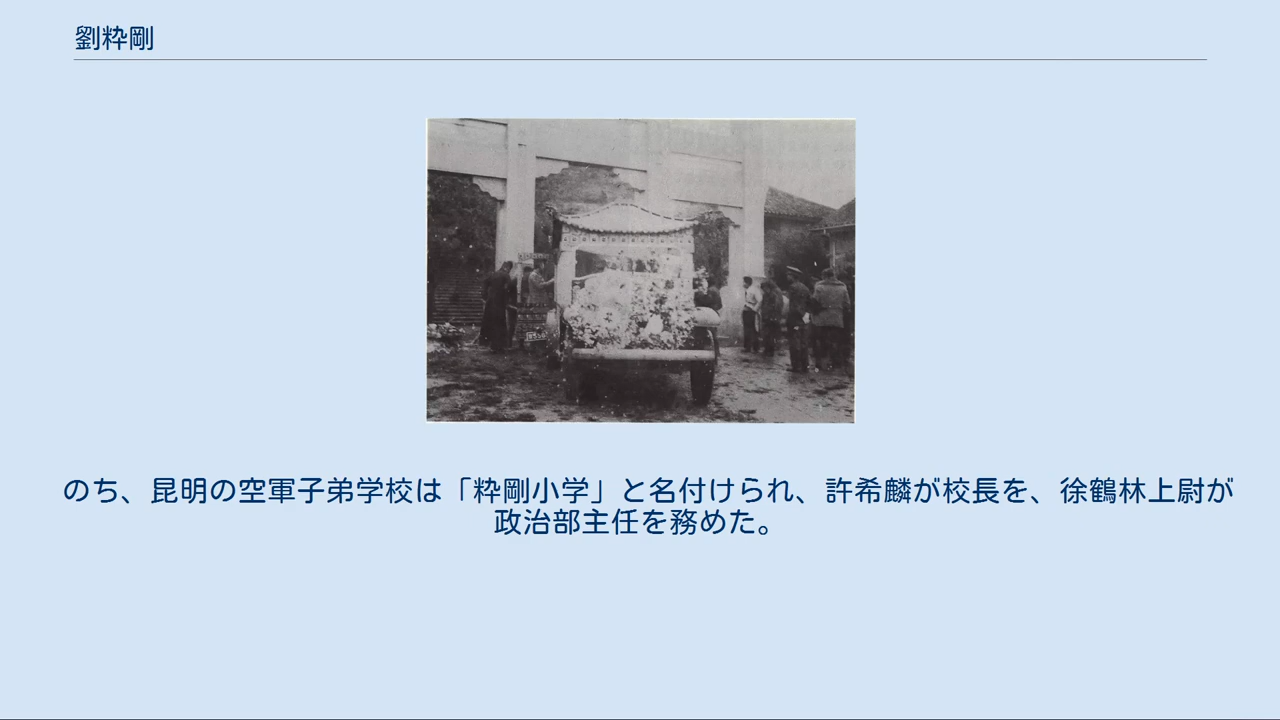 劉粋剛
のち、昆明の空軍子弟学校は「粋剛小学」と名付けられ、許希麟が校長を、徐鶴林上尉が
政治部主任を務めた。